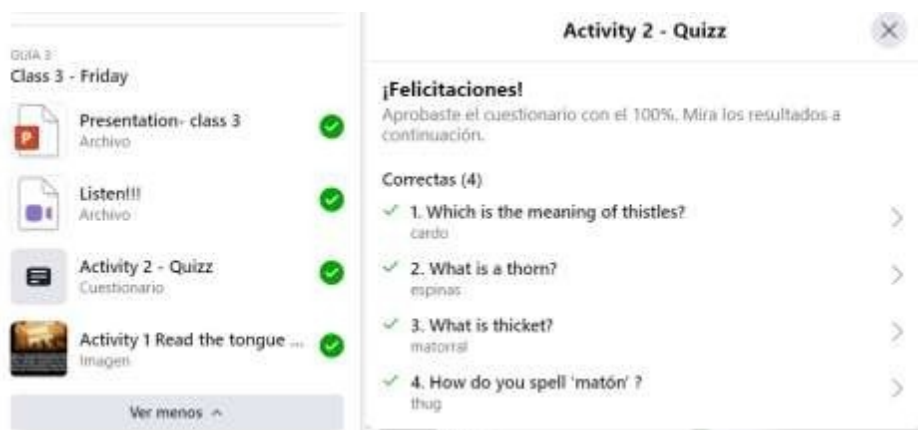 GUÍA 3
Class 3 - Friday
Presentation- class 3
Archivo
Listen!!!
Archivo
Activity 2 - Quizz
Cuestionario
Activity 1 Read the tongue ...
Imagen
Ver menos
Activity 2 - Quizz
¡Felicitaciones!
Aprobaste el cuestionario con el 100%. Mira los resultados a
continuación.
Correctas (4)
1. Which is the meaning of thistles?
cardo
2. What is a thorn?
espinas
3. What is thicket?
matorral
4. How do you spell 'matón' ?
thug